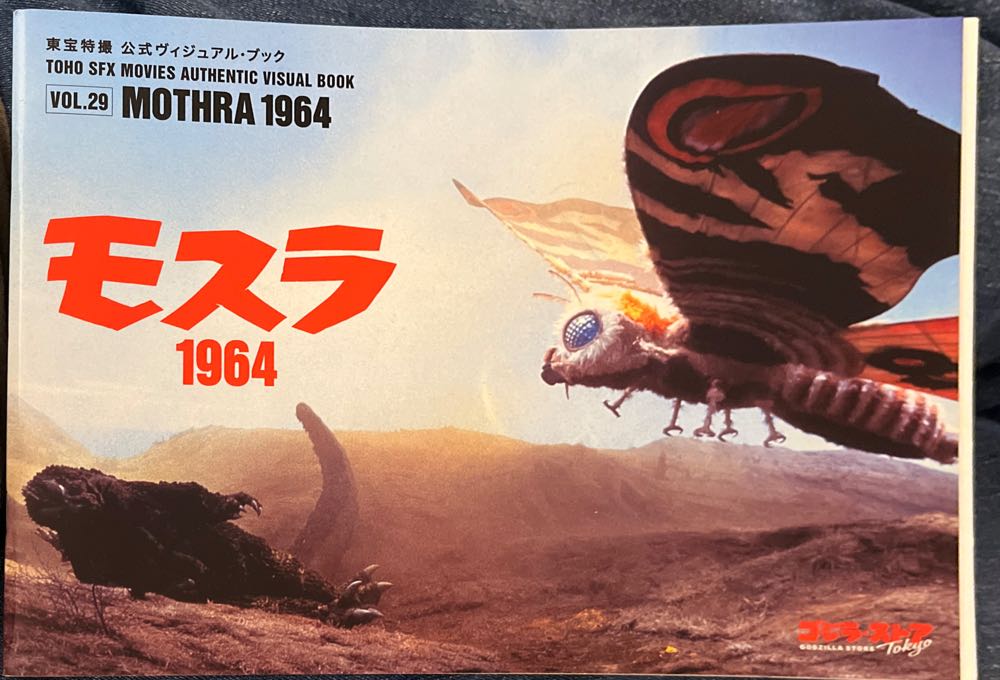 東宝特撮 公式ヴィジュアル・ブック
TOHO SFX MOVIES AUTHENTIC VISUAL BOOK
VOL.29 MOTHRA 1964
モスラ
1964
ゴジラ・ストア
GODZILLA STORE Tokyo